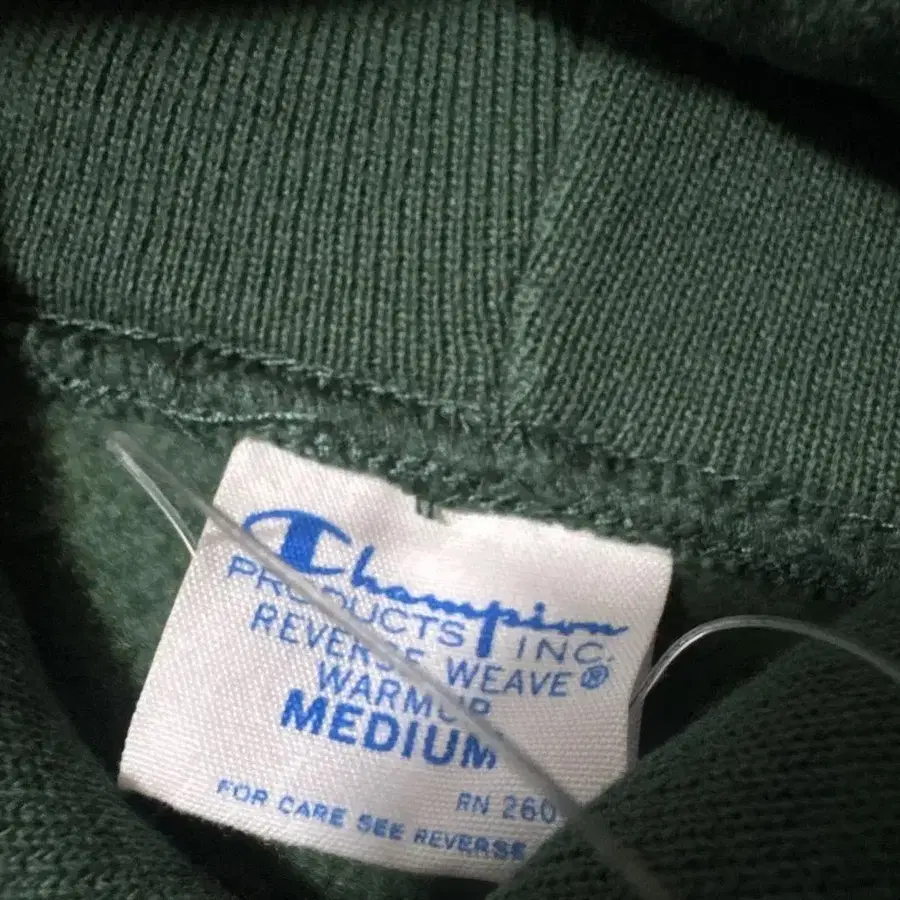 Champion
PRODUCTS INC.
REVERSE WEAVE®
WARMUP
MEDIUM
RN 260
FOR CARE SEE REVERSE